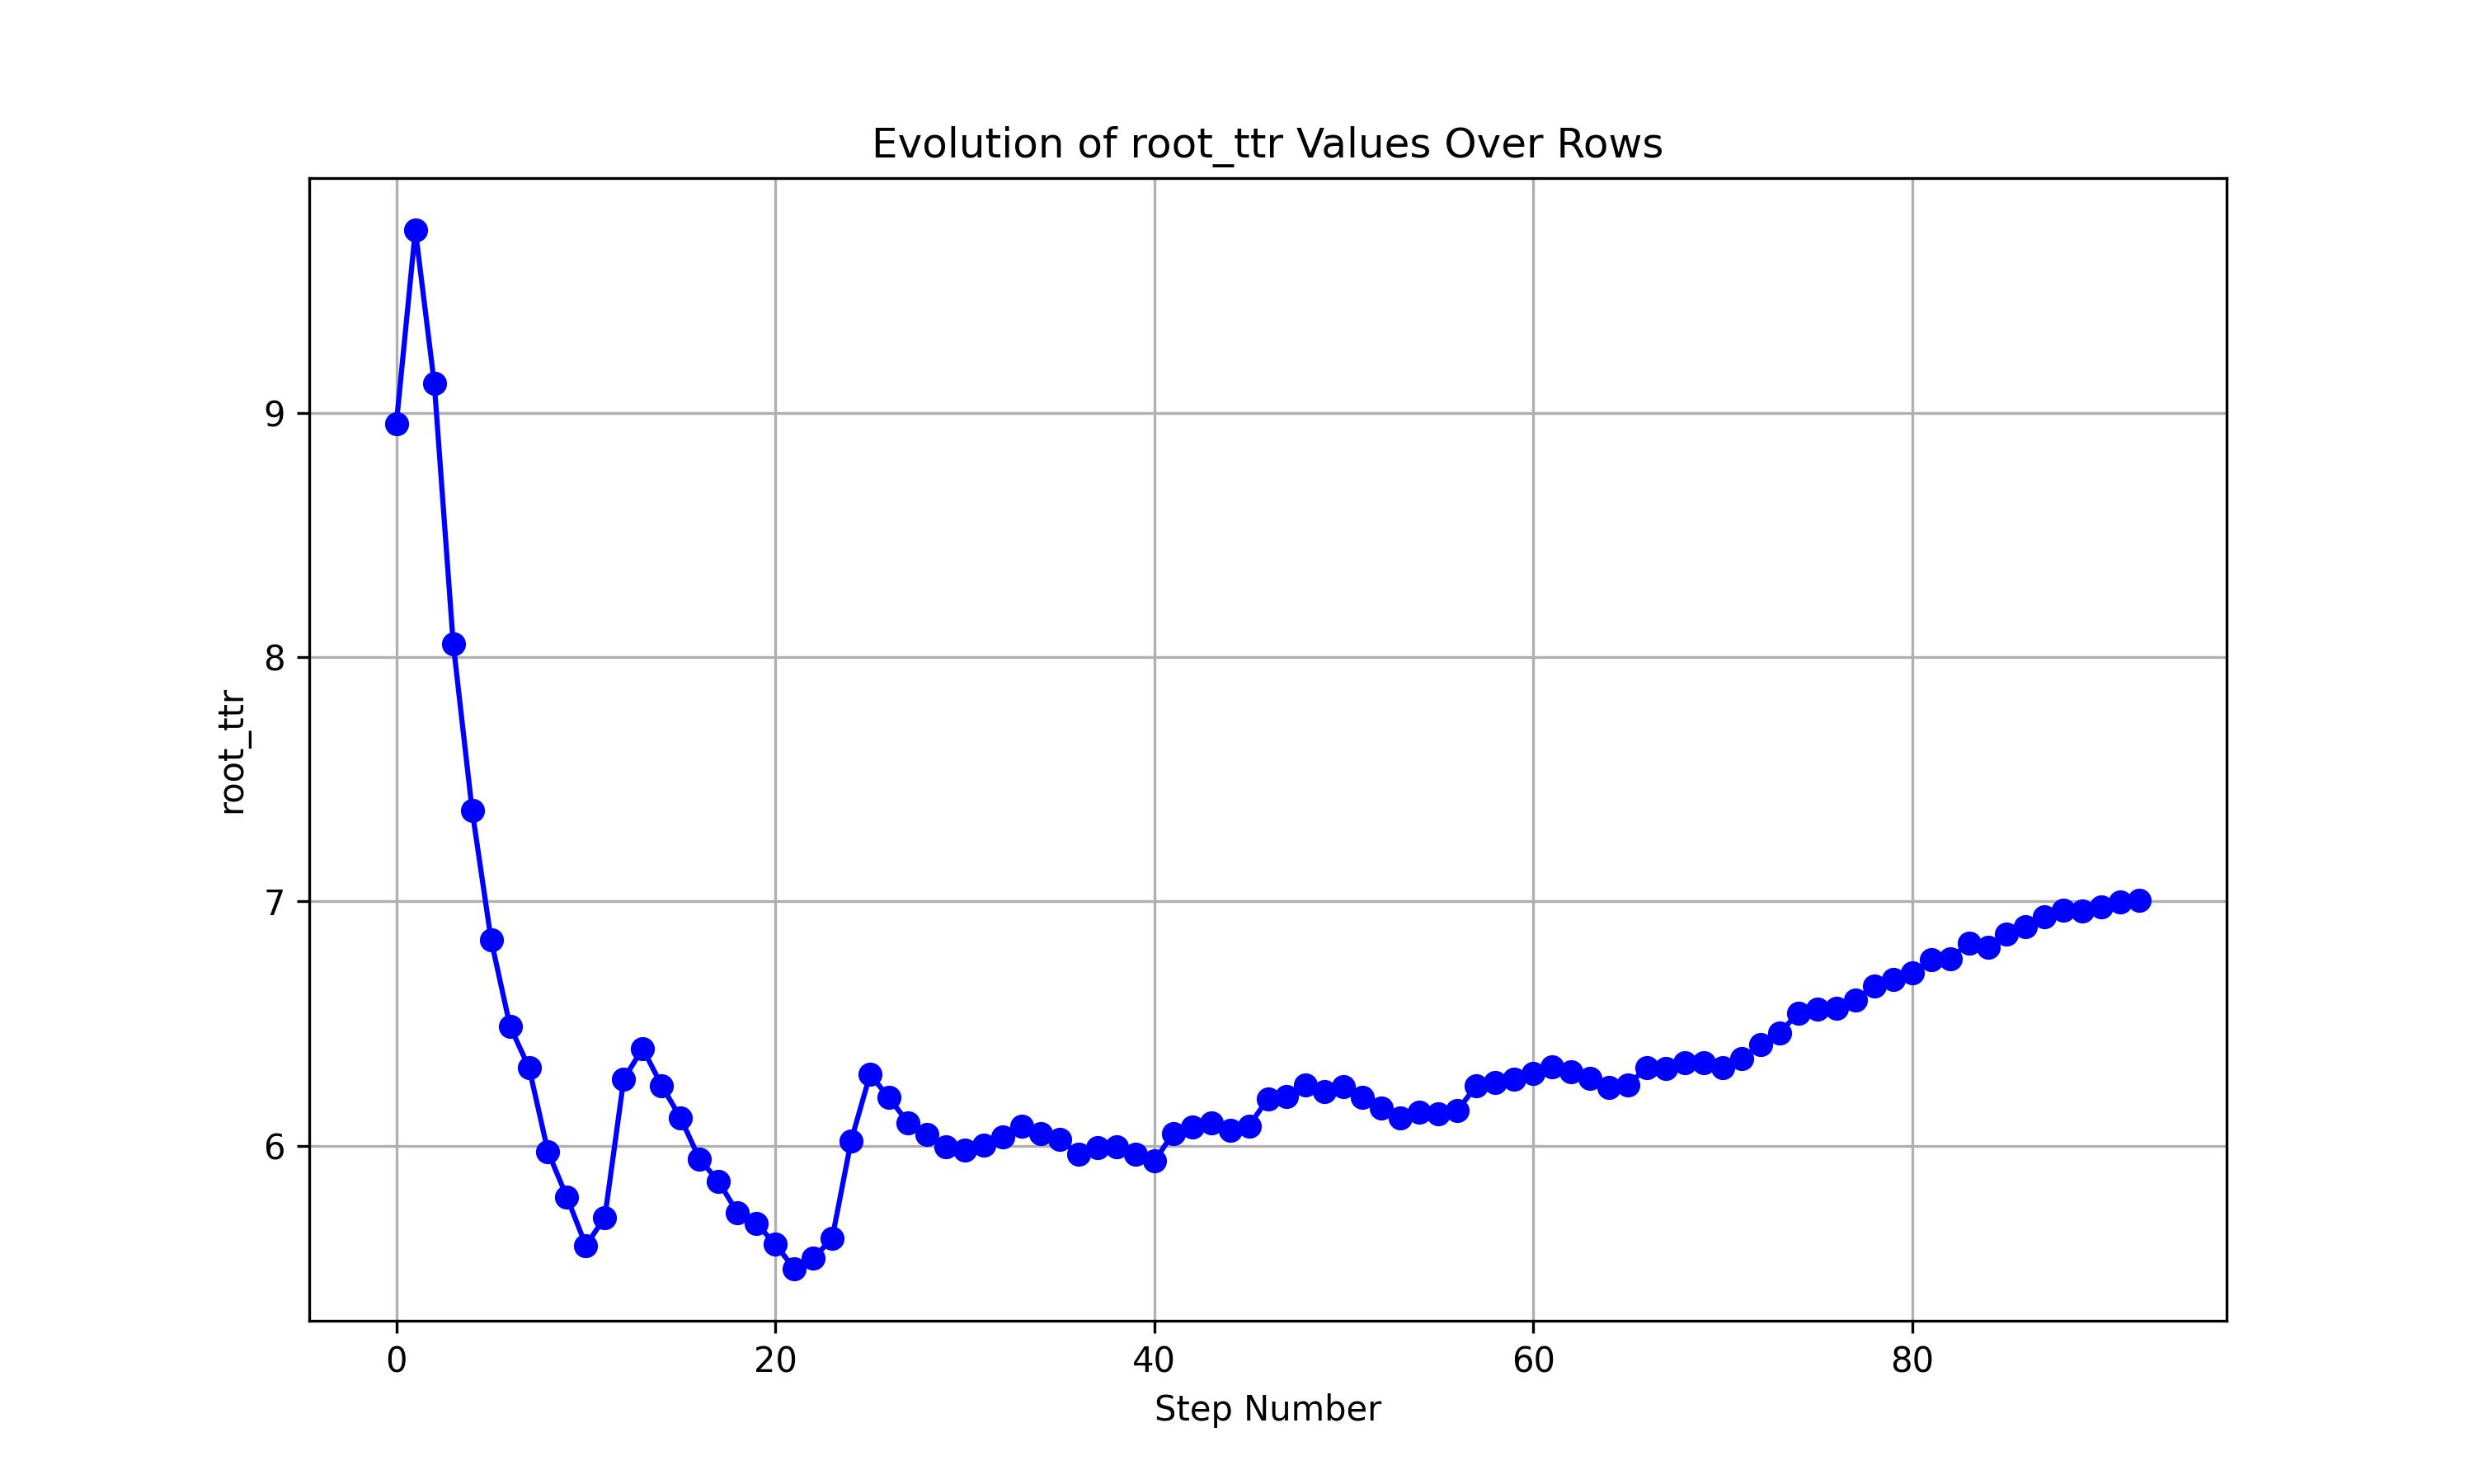 Evolution of root_ttr Values Over Rows
root_ttr
9
8
7
6
0 20 40 60 80
Step Number